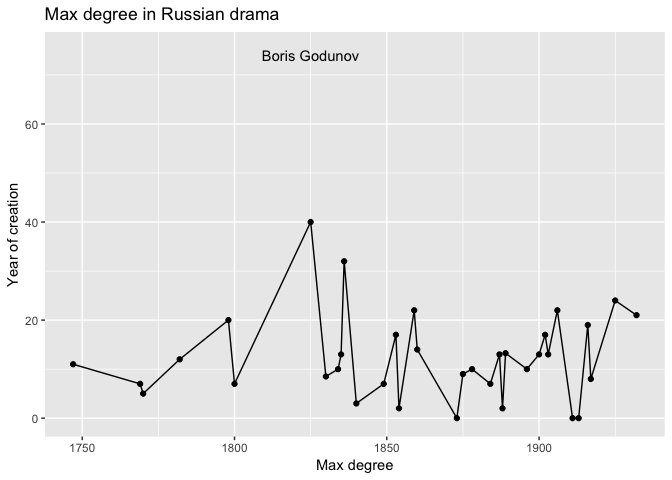 Max degree in Russian drama
Boris Godunov
60
40
20
0
Year of creation
1750
1800
1850
1900
Max degree